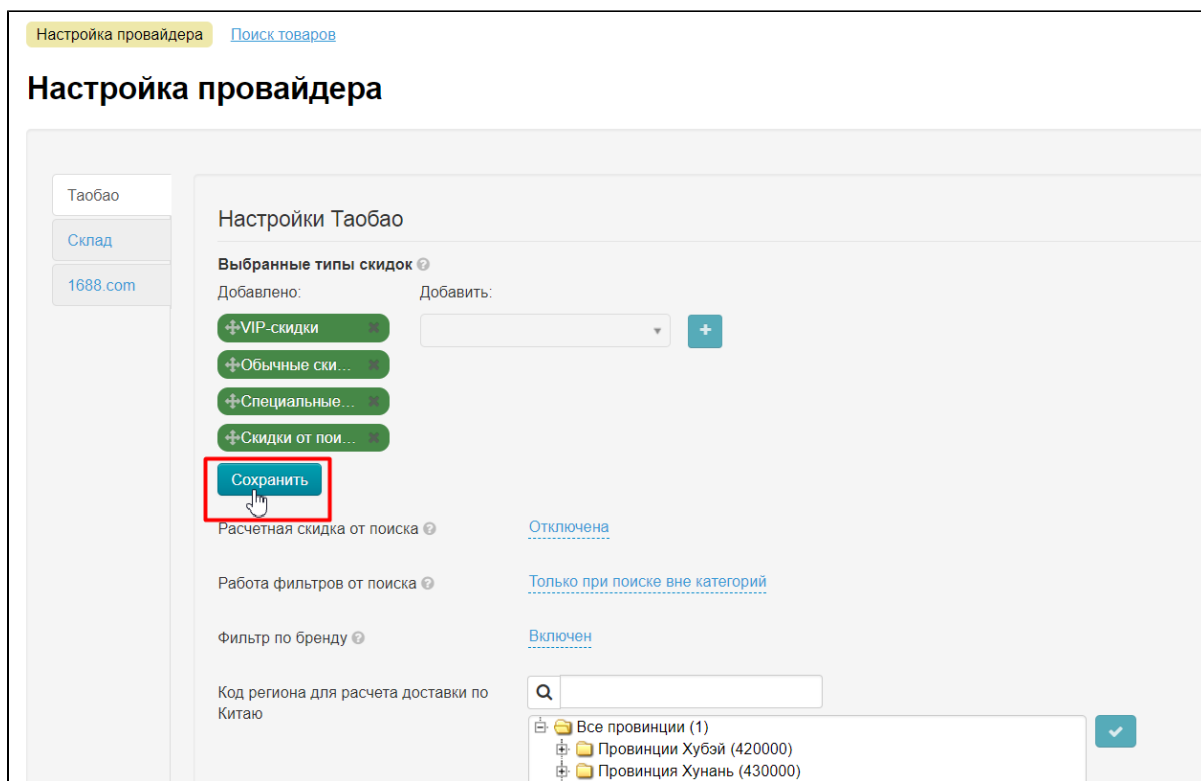 Настройка провайдера Поиск товаров
Настройка провайдера
Таобао
Склад
1688.com
Настройки Таобао
Выбранные типы скидок
Добавлено: Добавить:
VIP-скидки
Обычные ски...
Специальные...
Скидки от пои...
Сохранить
Расчетная скидка от поиска Отключена
Работа фильтров от поиска Только при поиске вне категорий
Фильтр по бренду Включен
Код региона для расчета доставки по
Китаю
Все провинции (1)
Провинции Хубэй (420000)
Провинция Хунань (430000)